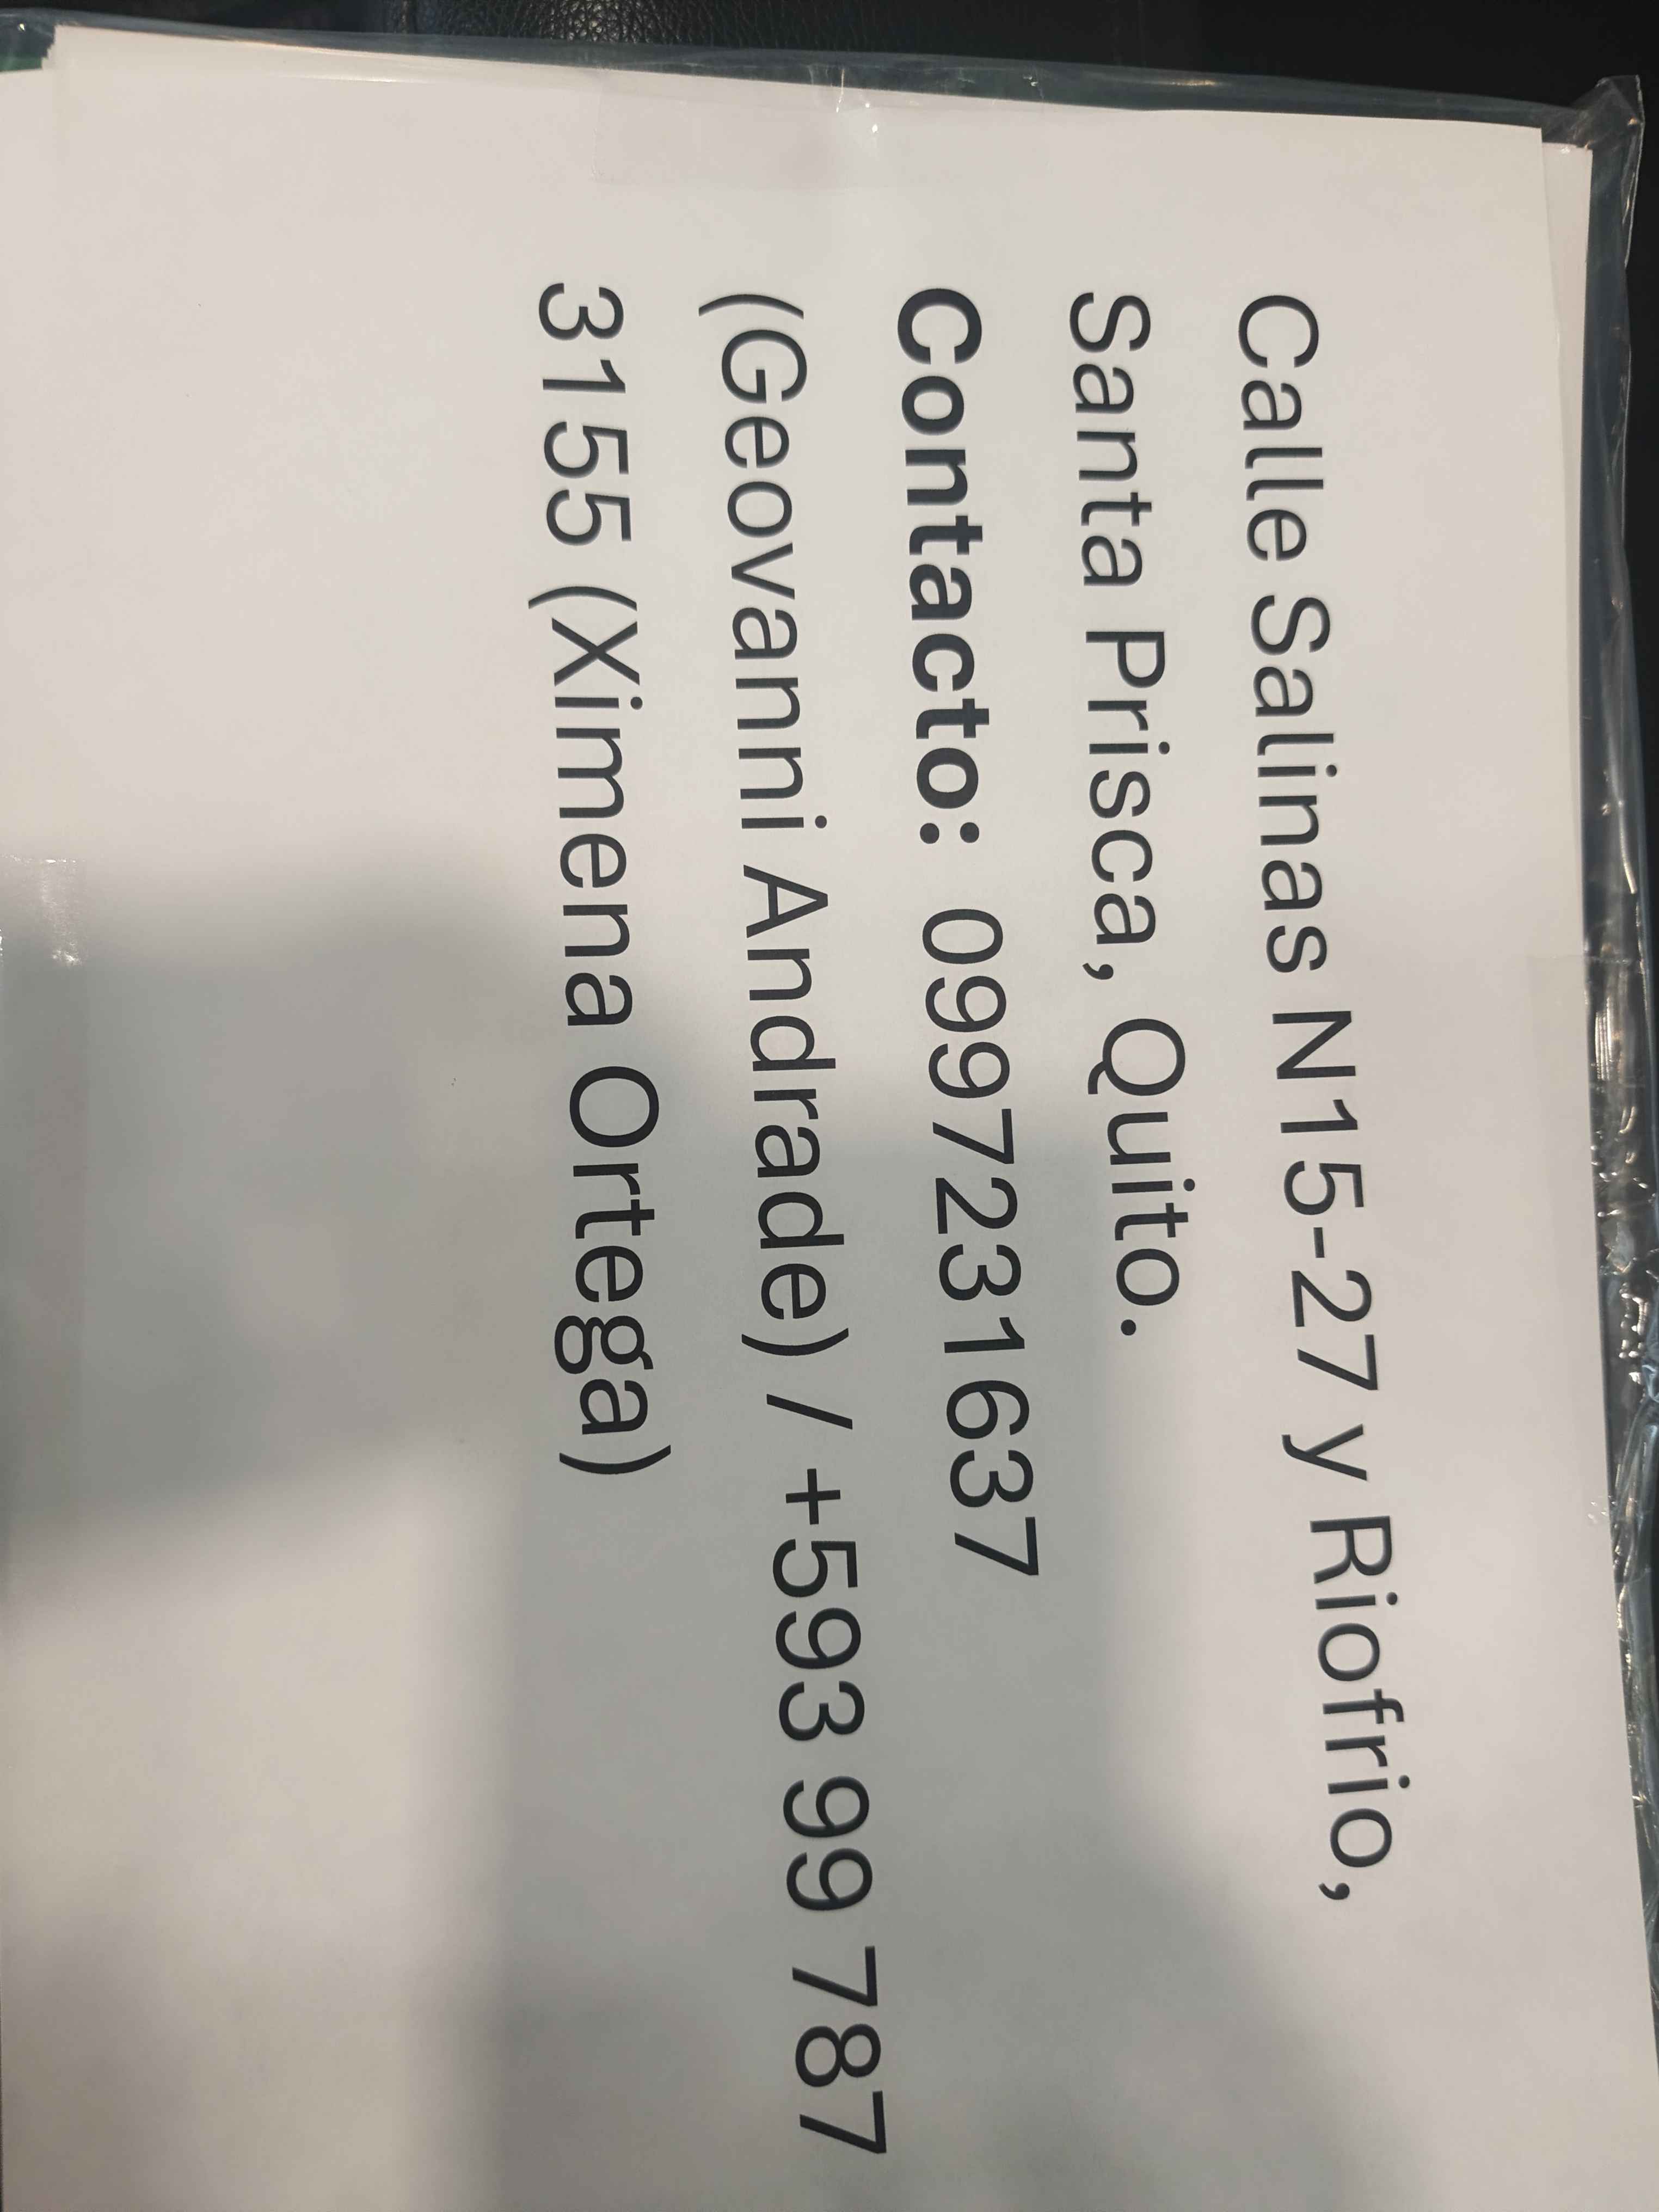 Calle Salinas N15-27 y Riofrio,
Santa Prisca, Quito.
Contacto: 0997231637
(Geovanni Andrade) / +593 99 787
3155 (Ximena Ortega)